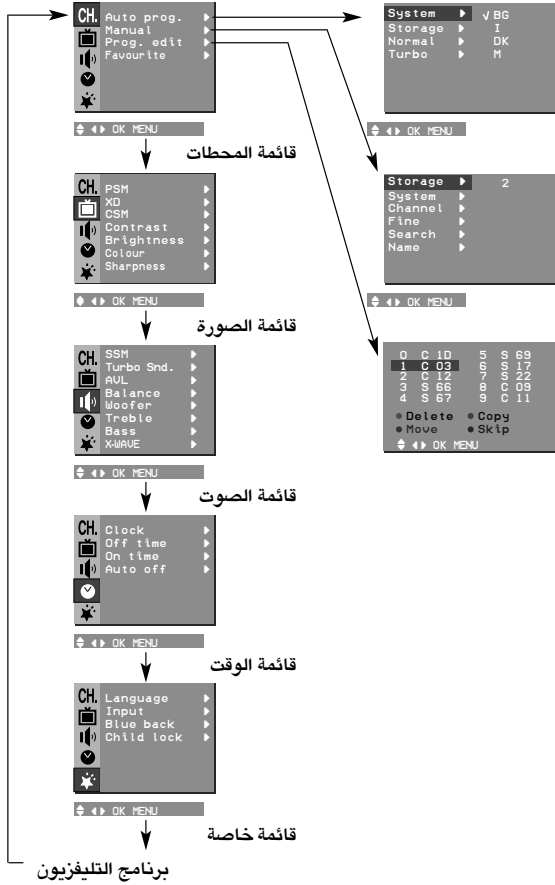 CH.
Auto prog.
Manual
Prog. edit
Favourite
OK MENU
قائمة المحطات
CH.
PSM
XD
CSM
Contrast
Brightness
Colour
Sharpness
OK MENU
قائمة الصورة
CH.
SSM
Turbo Snd.
AVL
Balance
Woofer
Treble
Bass
X-WAVE
OK MENU
قائمة الصوت
CH.
Clock
Off time
On time
Auto off
OK MENU
قائمة الوقت
CH.
Language
Input
Blue back
Child lock
OK MENU
قائمة خاصة
برنامج التليفزيون
System √ BG
Storage I
Normal DK
Turbo M
OK MENU
Storage 2
System
Channel
Fine
Search
Name
OK MENU
0 C 10 5 S 69
1 C 03 6 S 17
2 C 12 7 S 22
3 S 66 8 C 09
4 S 67 9 C 11
Delete Copy
Move Skip
OK MENU